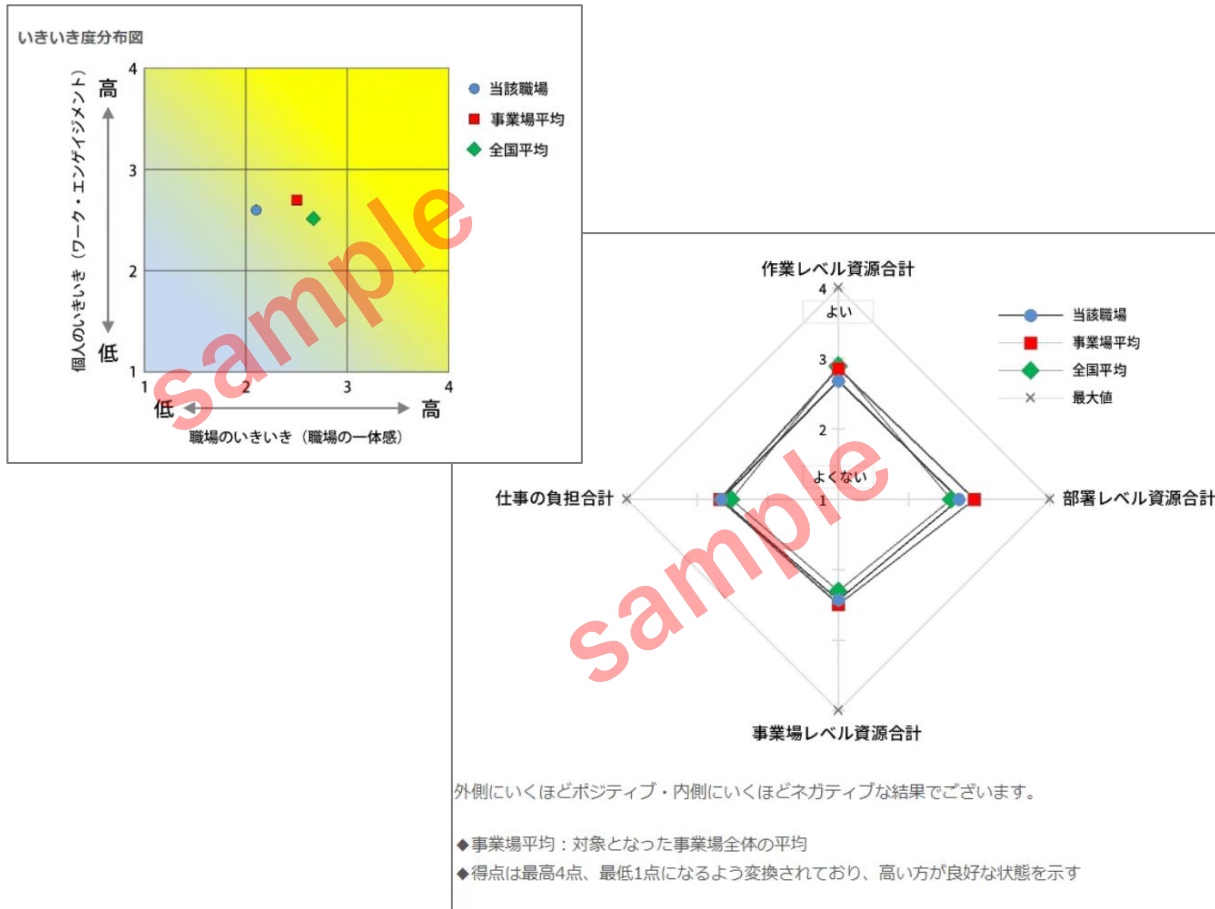 いきいき度分布図
個人のいきいき（ワーク・エンゲイジメント）
高
低
4
3
2
1
1
2
3
4
低
高
職場のいきいき（職場の一体感）
当該職場
事業場平均
全国平均
sample
作業レベル資源合計
4
よい
3
2
よくない
1
仕事の負担合計
部署レベル資源合計
事業場レベル資源合計
当該職場
事業場平均
全国平均
最大値
sample
外側にいくほどポジティブ・内側にいくほどネガティブな結果でございます。
◆事業場平均：対象となった事業場全体の平均
◆得点は最高4点、最低1点になるよう変換されており、高い方が良好な状態を示す